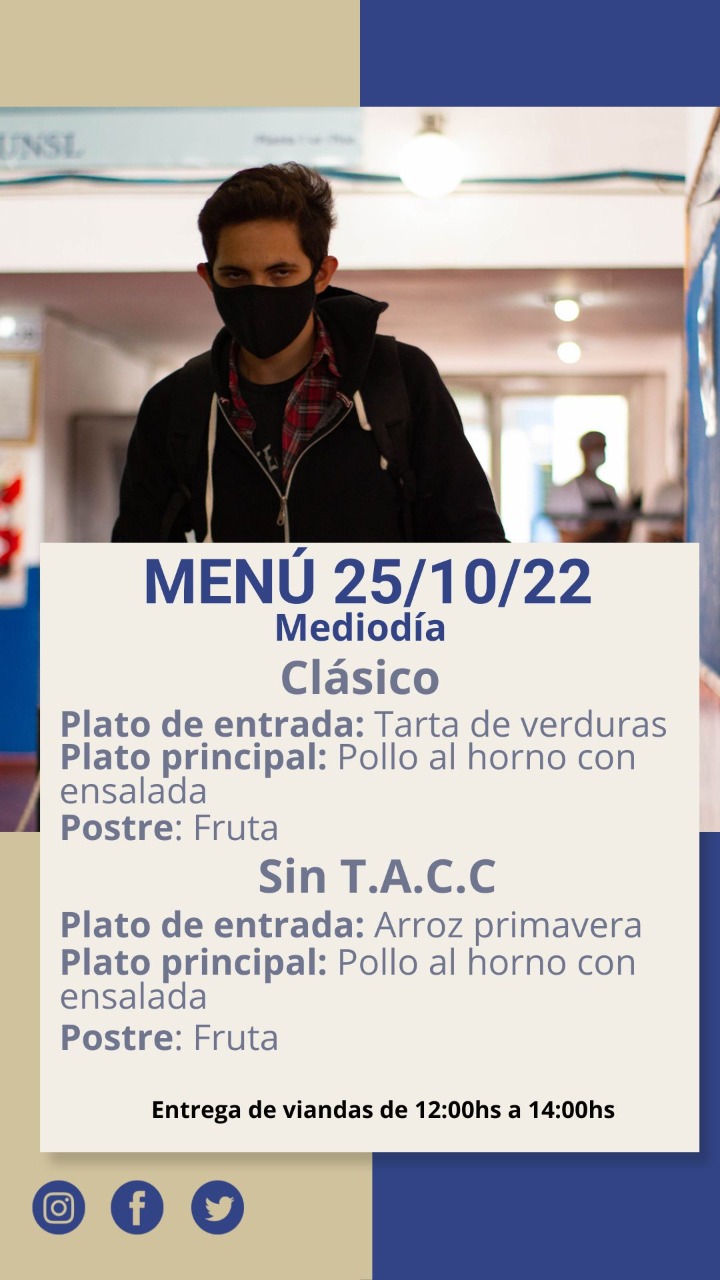 UNSL
MENÚ 25/10/22
Mediodía
Clásico
Plato de entrada: Tarta de verduras
Plato principal: Pollo al horno con
ensalada
Postre: Fruta
Sin T.A.C.C
Plato de entrada: Arroz primavera
Plato principal: Pollo al horno con
ensalada
Postre: Fruta
Entrega de viandas de 12:00hs a 14:00hs